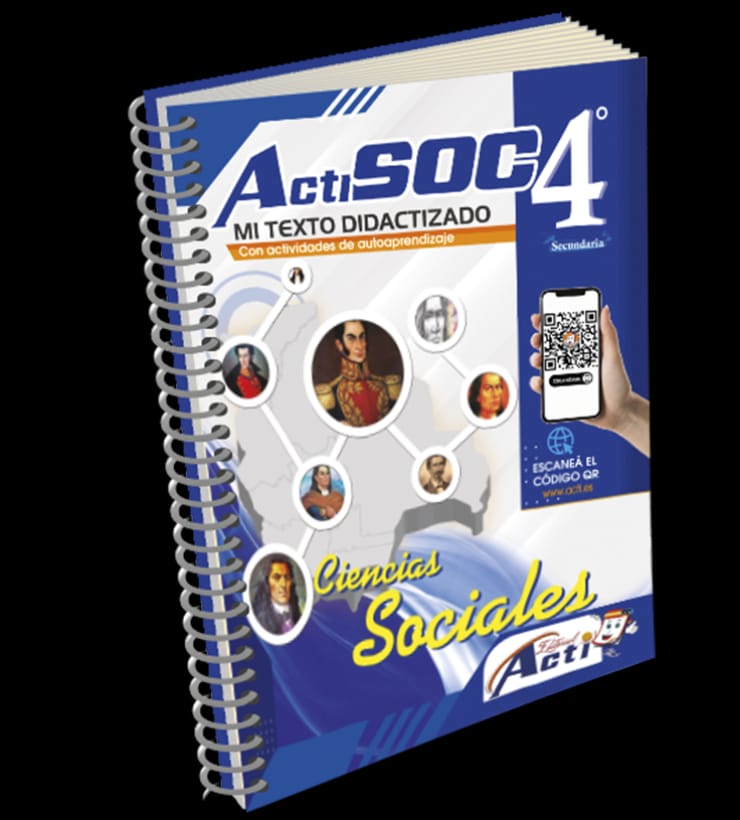 ActiSOC 4°
MI TEXTO DIDACTIZADO
Con actividades de autoaprendizaje
Secundaria
ESCANEÁ EL
CÓDIGO QR
www.acti.es
Ciencias
Sociales
Editorial
Acti